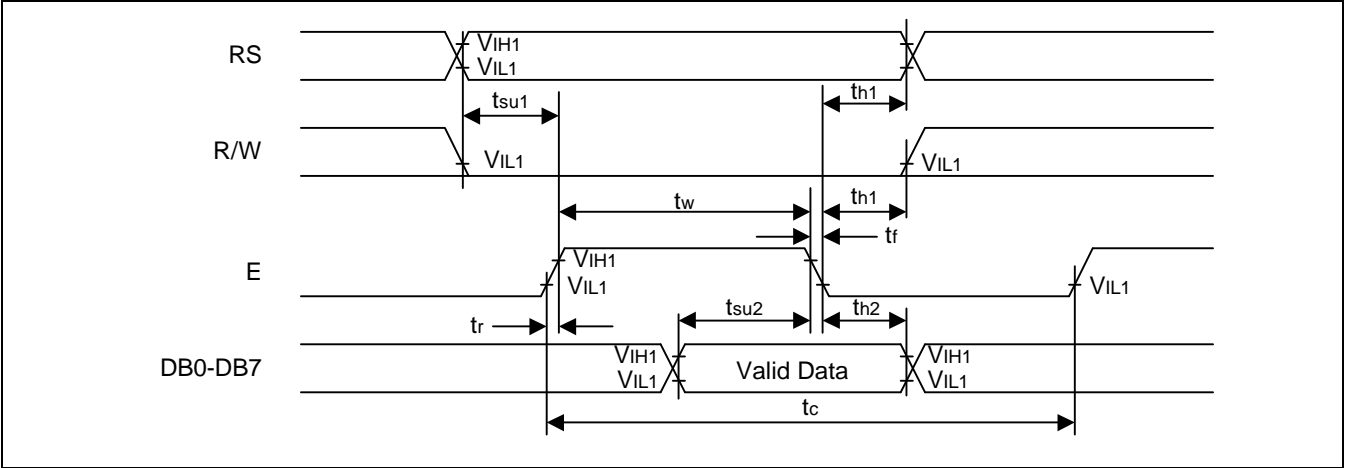 RS
VIH1
VIL1
tsu1
th1
R/W
VIL1
VIL1
tw
th1
tf
E
VIH1
VIL1
VIL1
tsu2
th2
tr
DB0-DB7
VIH1
VIL1
Valid Data
VIH1
VIL1
tc